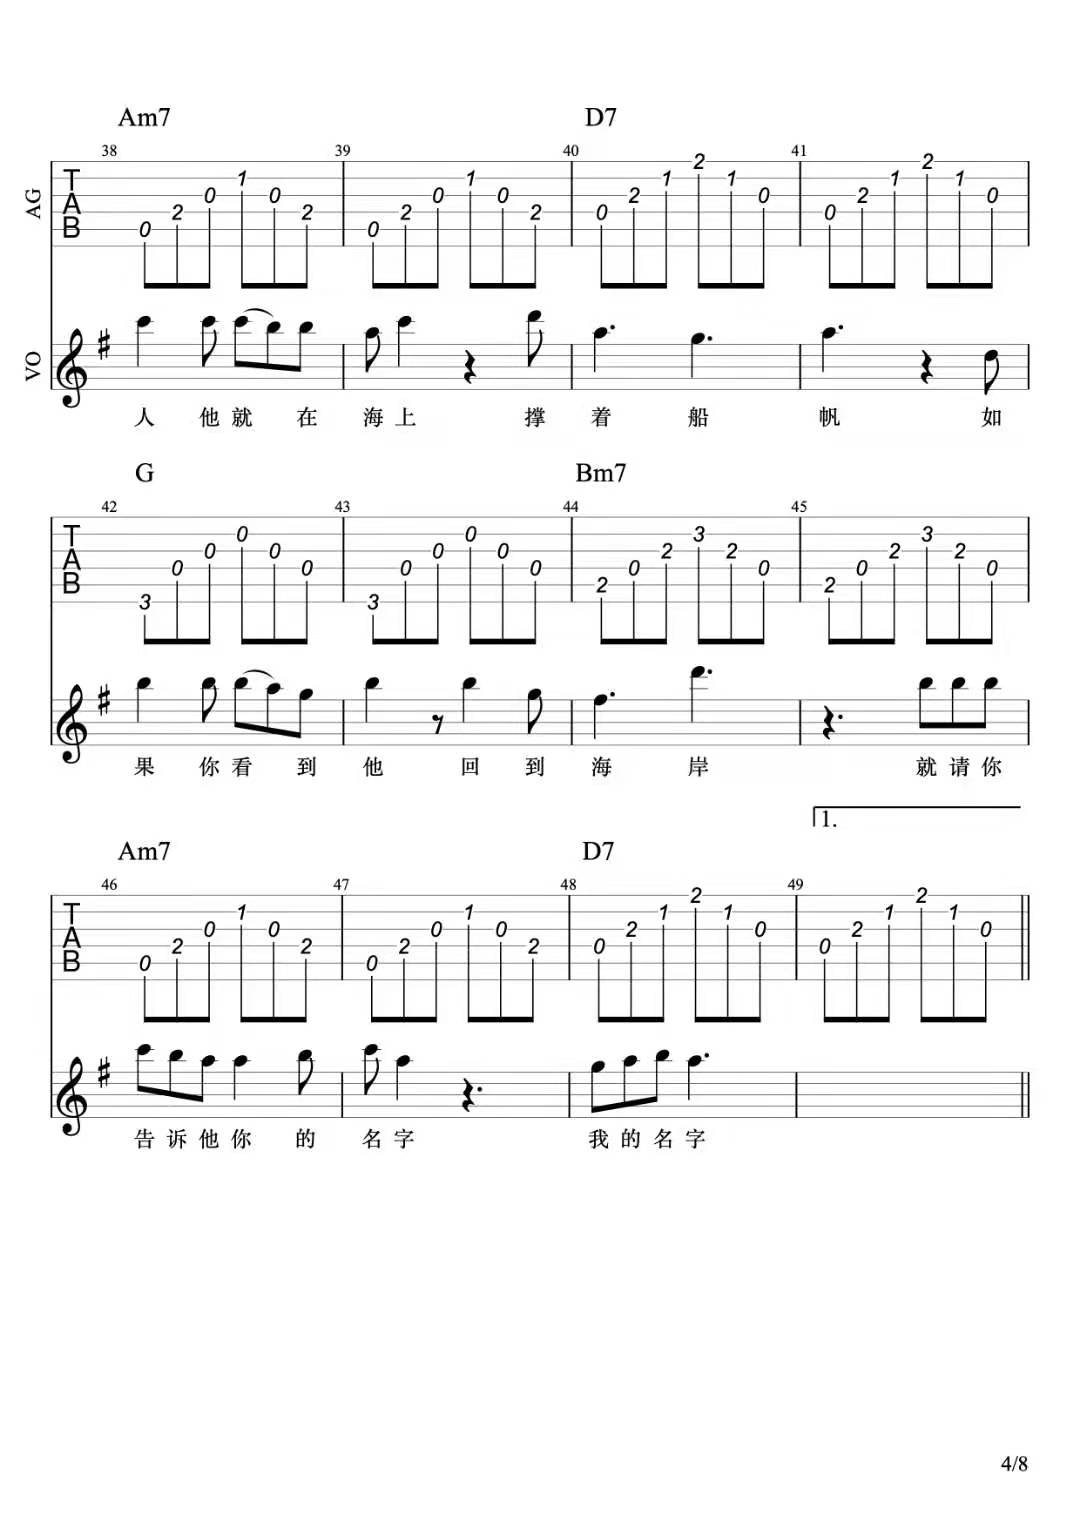 Am7 D7
38 39 40 41
AG
T 0 2 0 1 0 2 0 2 0 1 0 2 0 2 1 2 1 0 0 2 1 2 1 0
A
B
VO
人 他 就 在 海 上 撑 着 船 帆 如
G Bm7
42 43 44 45
T 3 0 0 0 0 0 3 0 0 0 0 0 2 0 2 3 2 0 2 0 2 3 2 0
A
B
果 你 看 到 他 回 到 海 岸 就 请 你
1.
Am7 D7
46 47 48 49
T 0 2 0 1 0 2 0 2 0 1 0 2 0 2 1 2 1 0 0 2 1 2 1 0
A
B
告 诉 他 你 的 名 字 我 的 名 字
4/8